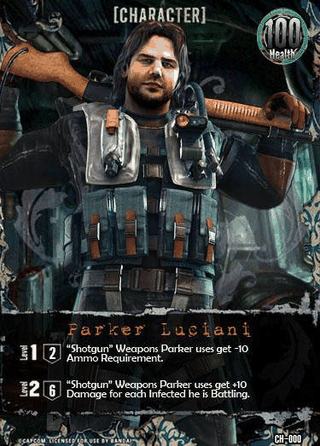 [CHARACTER]
100
Health
Parker Luciani
Level 1 2 "Shotgun" Weapons Parker uses get -10
Ammo Requirement.
Level 2 6 "Shotgun" Weapons Parker uses get +10
Damage for each Infected he is Battling.
©CAPCOM. LICENSED FOR USE BY BANDAI
CH-000